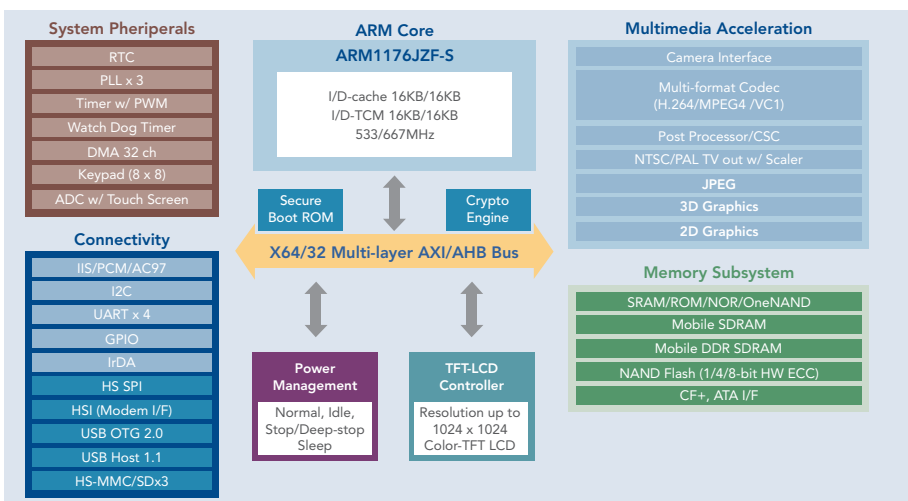 System Pheriperals
RTC
PLL x 3
Timer w/ PWM
Watch Dog Timer
DMA 32 ch
Keypad (8 x 8)
ADC w/ Touch Screen
Connectivity
IIS/PCM/AC97
I2C
UART x 4
GPIO
IrDA
HS SPI
HSI (Modem I/F)
USB OTG 2.0
USB Host 1.1
HS-MMC/SDx3
ARM Core
ARM1176JZF-S
I/D-cache 16KB/16KB
I/D-TCM 16KB/16KB
533/667MHz
Secure
Boot ROM
Crypto
Engine
X64/32 Multi-layer AXI/AHB Bus
Power
Management
Normal, Idle,
Stop/Deep-stop
Sleep
TFT-LCD
Controller
Resolution up to
1024 x 1024
Color-TFT LCD
Multimedia Acceleration
Camera Interface
Multi-format Codec
(H.264/MPEG4 /VC1)
Post Processor/CSC
NTSC/PAL TV out w/ Scaler
JPEG
3D Graphics
2D Graphics
Memory Subsystem
SRAM/ROM/NOR/OneNAND
Mobile SDRAM
Mobile DDR SDRAM
NAND Flash (1/4/8-bit HW ECC)
CF+, ATA I/F